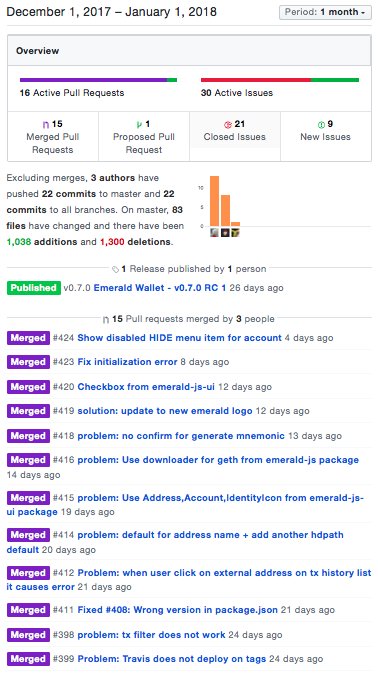 December 1, 2017 – January 1, 2018
Period: 1 month
Overview
16 Active Pull Requests
30 Active Issues
15
Merged Pull
Requests
1
Proposed Pull
Request
21
Closed Issues
9
New Issues
Excluding merges, 3 authors have
pushed 22 commits to master and 22
commits to all branches. On master, 83
files have changed and there have been
1,038 additions and 1,300 deletions.
10
5
0
1 Release published by 1 person
Published v0.7.0 Emerald Wallet - v0.7.0 RC 1 26 days ago
15 Pull requests merged by 3 people
Merged #424 Show disabled HIDE menu item for account 4 days ago
Merged #423 Fix initialization error 8 days ago
Merged #420 Checkbox from emerald-js-ui 12 days ago
Merged #419 solution: update to new emerald logo 12 days ago
Merged #418 problem: no confirm for generate mnemonic 13 days ago
Merged #416 problem: Use downloader for geth from emerald-js package
14 days ago
Merged #415 problem: Use Address,Account,IdentityIcon from emerald-js-
ui package 19 days ago
Merged #414 problem: default for address name + add another hdpath
default 20 days ago
Merged #412 Problem: when user click on external address on tx history list
it causes error 21 days ago
Merged #411 Fixed #408: Wrong version in package.json 21 days ago
Merged #398 problem: tx filter does not work 24 days ago
Merged #399 Problem: Travis does not deploy on tags 24 days ago